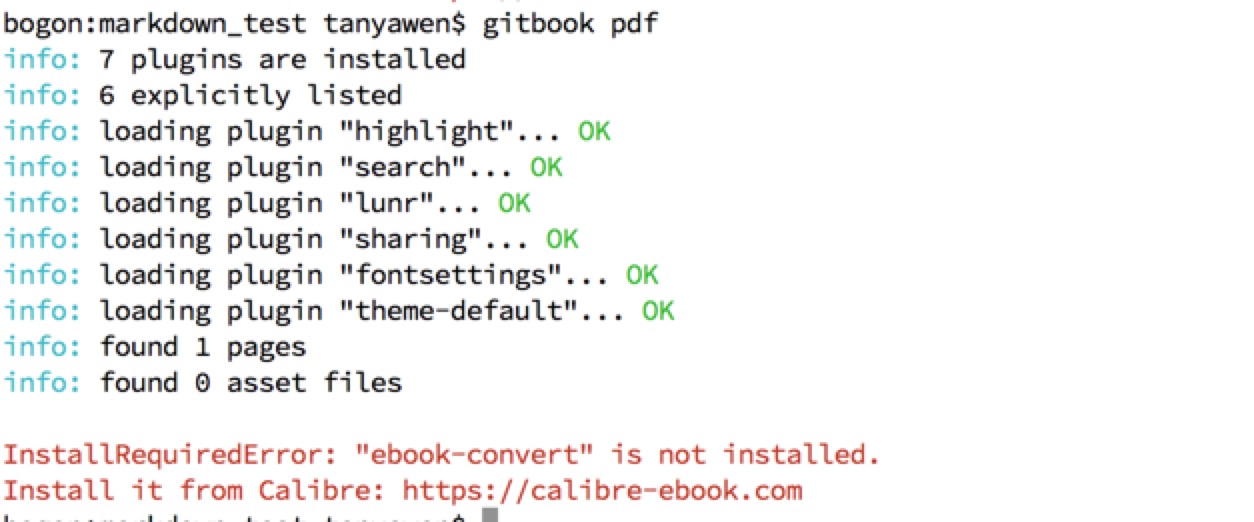 bogon:markdown_test tanyawen$ gitbook pdf
info: 7 plugins are installed
info: 6 explicitly listed
info: loading plugin "highlight"... OK
info: loading plugin "search"... OK
info: loading plugin "lunr"... OK
info: loading plugin "sharing"... OK
info: loading plugin "fontsettings"... OK
info: loading plugin "theme-default"... OK
info: found 1 pages
info: found 0 asset files
InstallRequiredError: "ebook-convert" is not installed.
Install it from Calibre: https://calibre-ebook.com
bogon:markdown_test tanyawen$